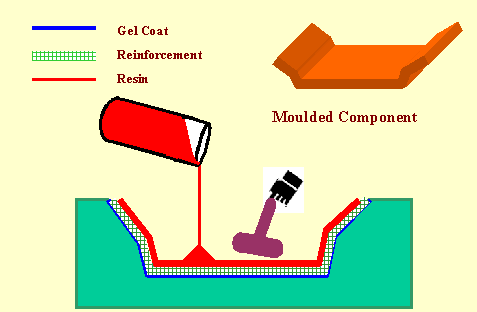 Gel Coat
Reinforcement
Resin
Moulded Component